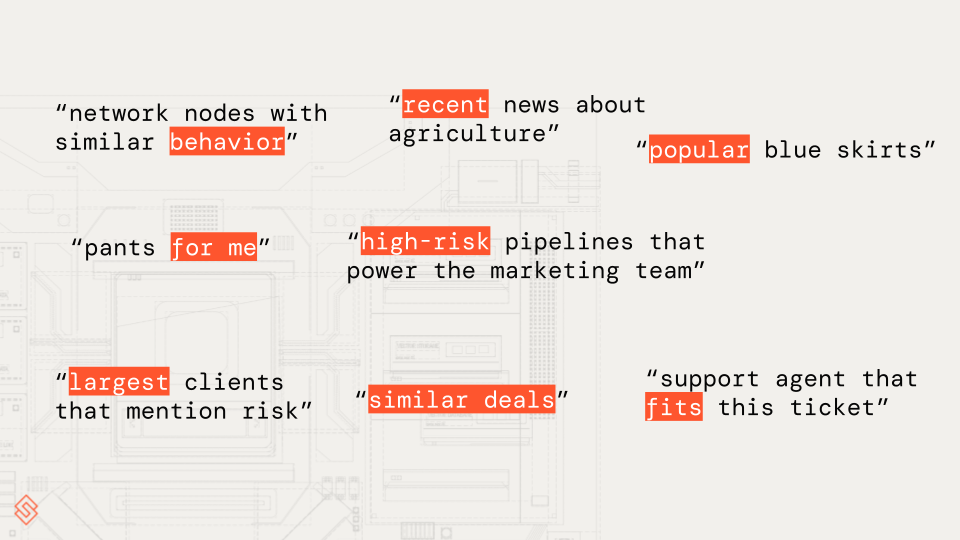 “network nodes with
similar behavior”
“recent news about
agriculture”
“popular blue skirts”
“pants for me”
“high-risk pipelines that
power the marketing team”
“largest clients
that mention risk”
“similar deals”
“support agent that
fits this ticket”